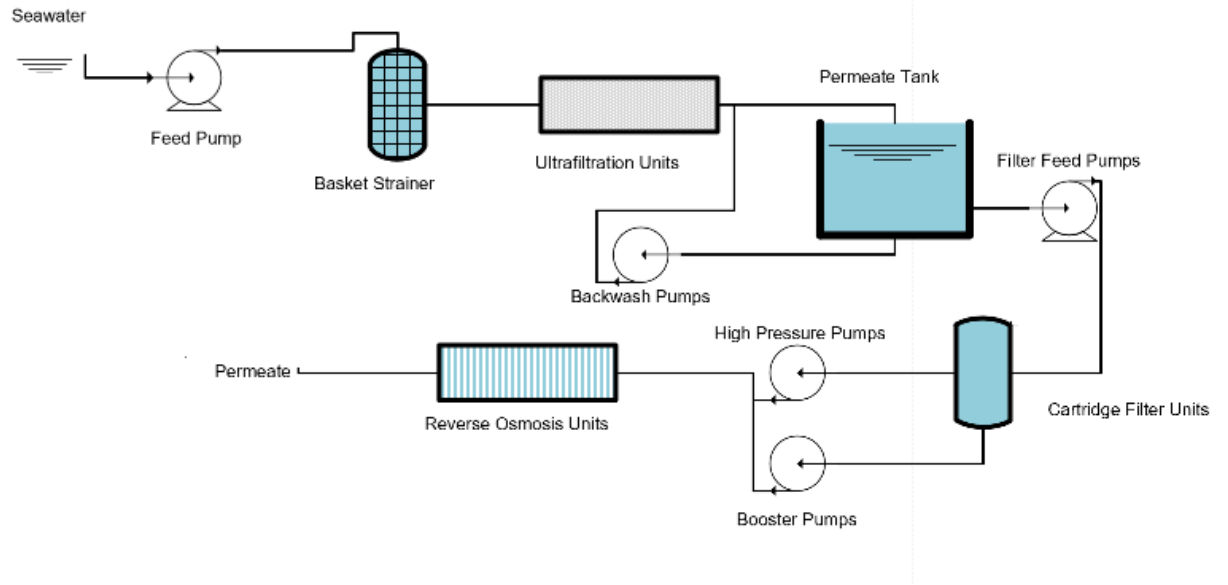 Seawater
Feed Pump
Basket Strainer
Ultrafiltration Units
Permeate Tank
Filter Feed Pumps
Backwash Pumps
High Pressure Pumps
Cartridge Filter Units
Permeate
Reverse Osmosis Units
Booster Pumps